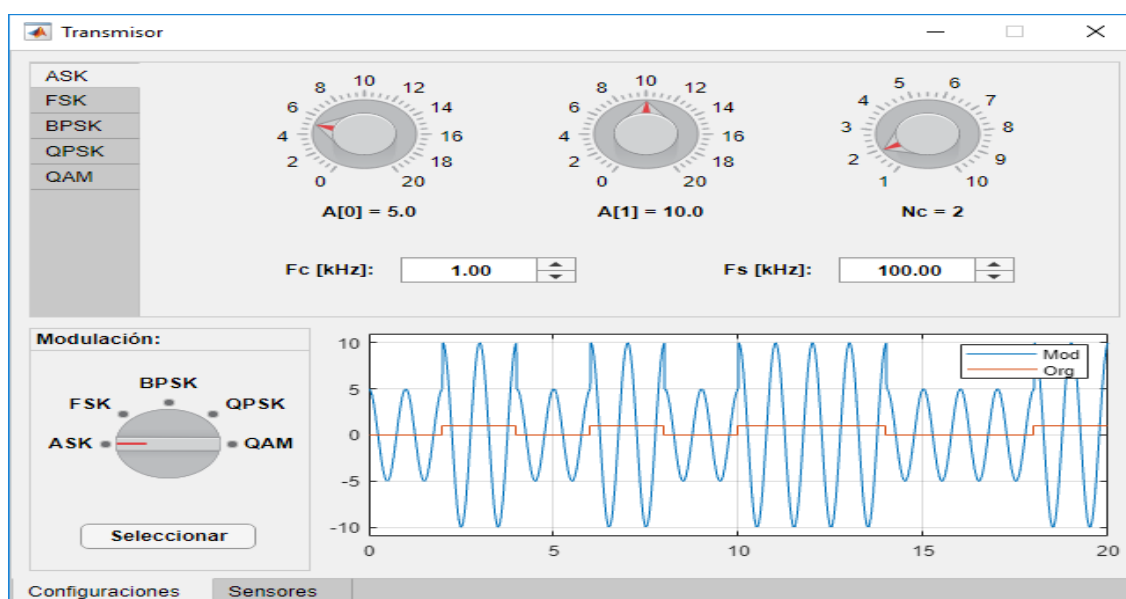 Transmisor
ASK
FSK
BPSK
QPSK
QAM
0 2 4 6 8 10 12 14 16 18 20
A[0] = 5.0
0 2 4 6 8 10 12 14 16 18 20
A[1] = 10.0
1 2 3 4 5 6 7 8 9 10
Nc = 2
Fc [kHz]: 1.00
Fs [kHz]: 100.00
Modulación:
BPSK
FSK QPSK
ASK QAM
Seleccionar
10
5
0
-5
-10
0 5 10 15 20
Mod
Org
Configuraciones Sensores